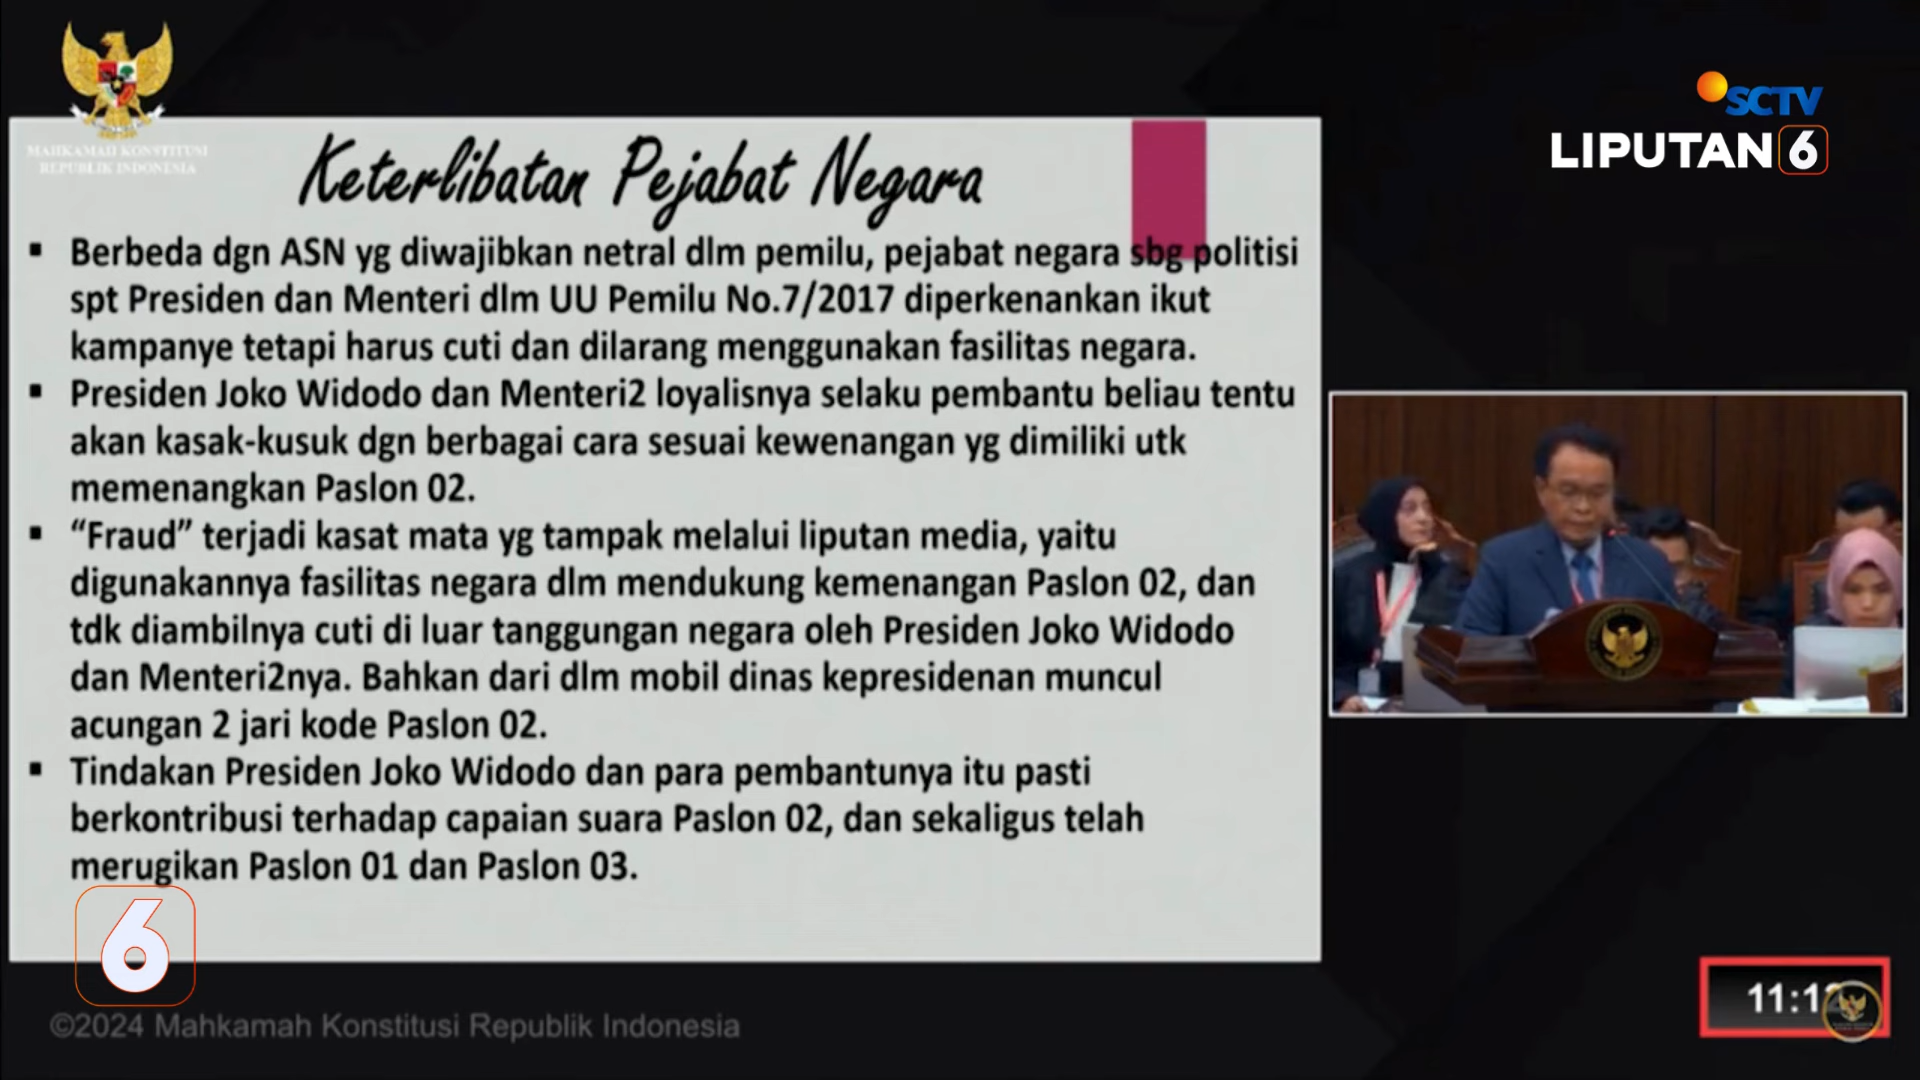 MAHKAMAH KONSTITUSI
REPUBLIK INDONESIA
SCTV
LIPUTAN 6
Keterlibatan Pejabat Negara
▪ Berbeda dgn ASN yg diwajibkan netral dlm pemilu, pejabat negara sbg politisi
spt Presiden dan Menteri dlm UU Pemilu No.7/2017 diperkenankan ikut
kampanye tetapi harus cuti dan dilarang menggunakan fasilitas negara.
▪ Presiden Joko Widodo dan Menteri2 loyalisnya selaku pembantu beliau tentu
akan kasak-kusuk dgn berbagai cara sesuai kewenangan yg dimiliki utk
memenangkan Paslon 02.
▪ “Fraud” terjadi kasat mata yg tampak melalui liputan media, yaitu
digunakannya fasilitas negara dlm mendukung kemenangan Paslon 02, dan
tdk diambilnya cuti di luar tanggungan negara oleh Presiden Joko Widodo
dan Menteri2nya. Bahkan dari dlm mobil dinas kepresidenan muncul
acungan 2 jari kode Paslon 02.
▪ Tindakan Presiden Joko Widodo dan para pembantunya itu pasti
berkontribusi terhadap capaian suara Paslon 02, dan sekaligus telah
merugikan Paslon 01 dan Paslon 03.
6
©2024 Mahkamah Konstitusi Republik Indonesia